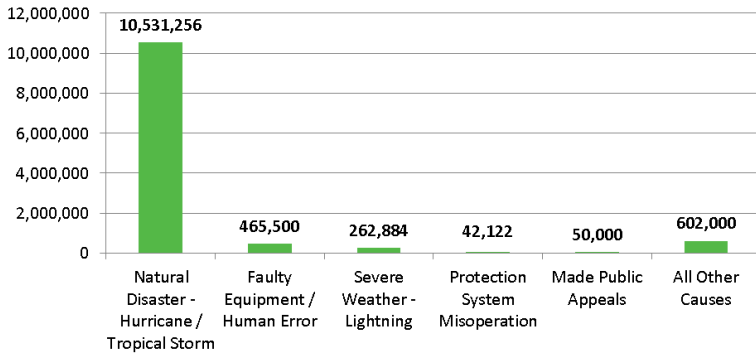 12,000,000
10,000,000
8,000,000
6,000,000
4,000,000
2,000,000
0
10,531,256
465,500
262,884
42,122
50,000
602,000
Natural
Disaster -
Hurricane /
Tropical Storm
Faulty
Equipment /
Human Error
Severe
Weather -
Lightning
Protection
System
Misoperation
Made Public
Appeals
All Other
Causes